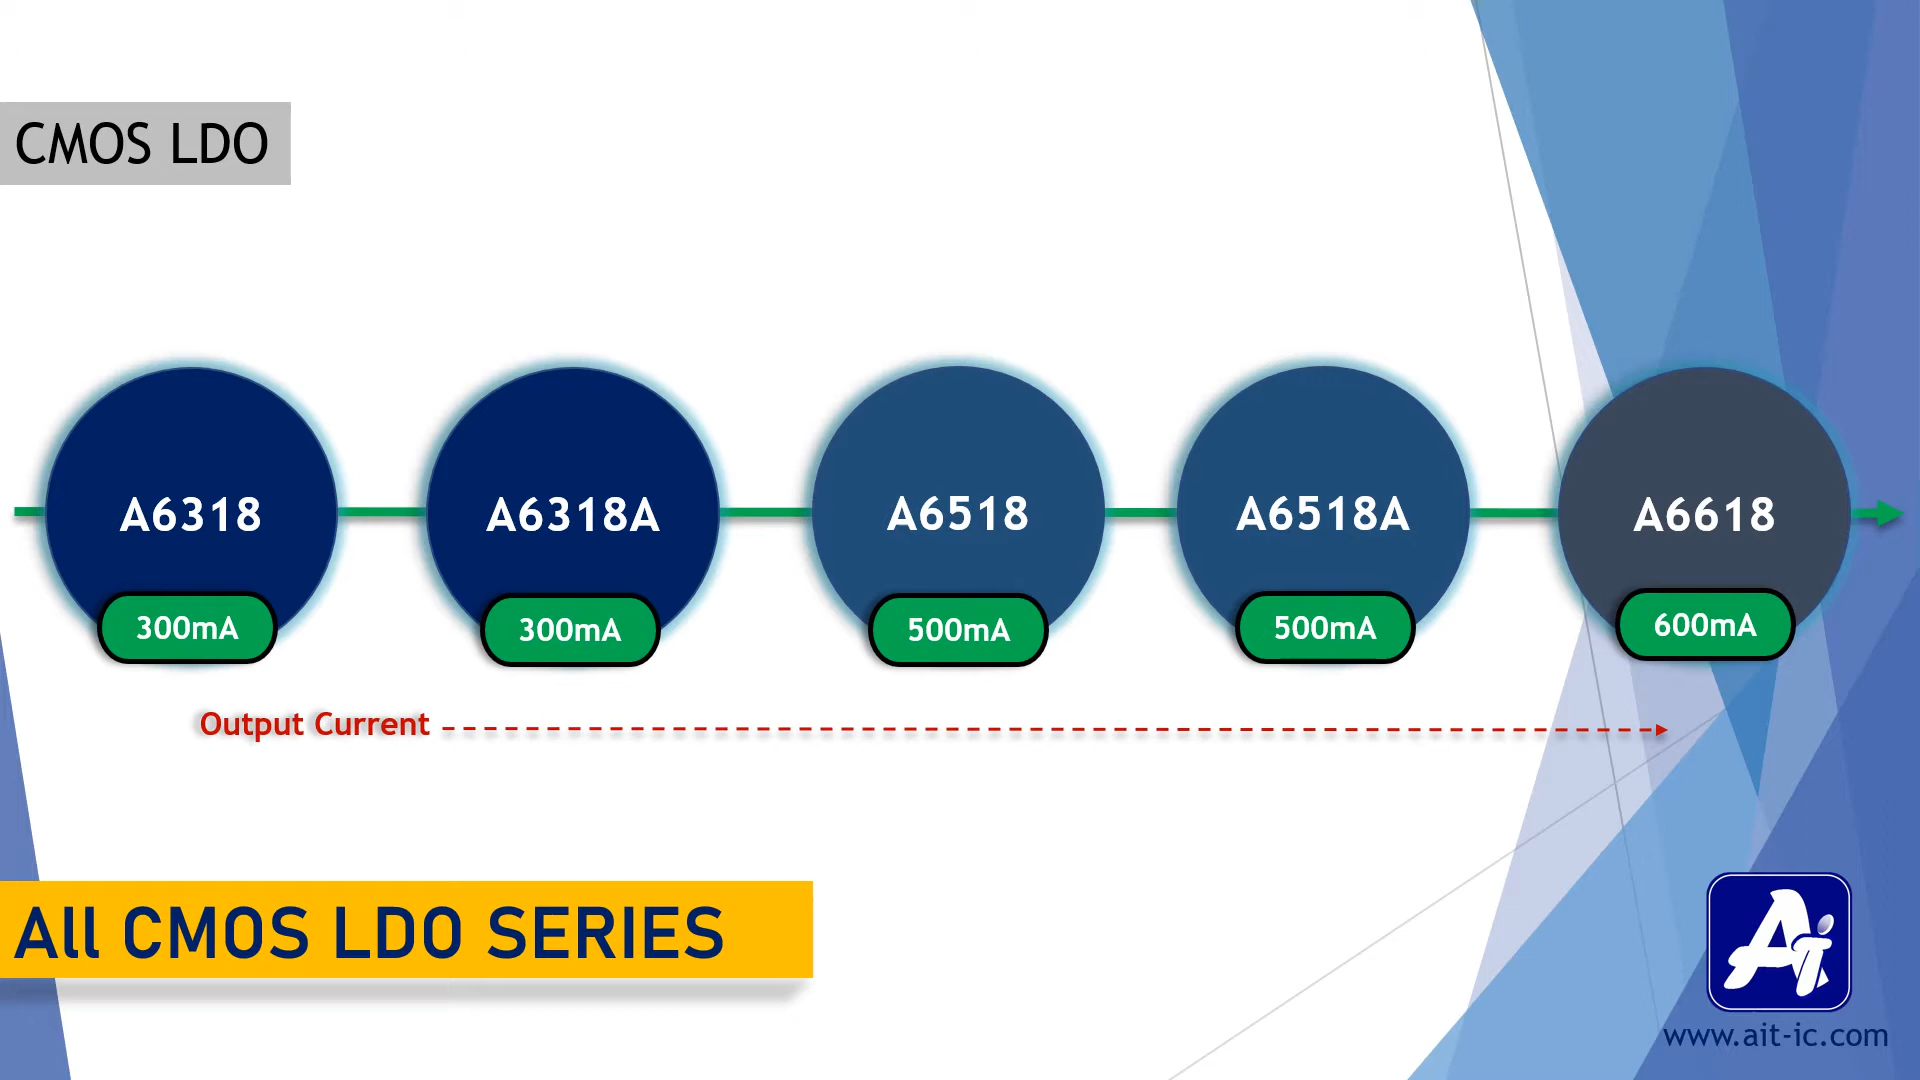 CMOS LDO
A6318
A6318A
A6518
A6518A
A6618
300mA
300mA
500mA
500mA
600mA
Output Current
All CMOS LDO SERIES
Ai
www.ait-ic.com